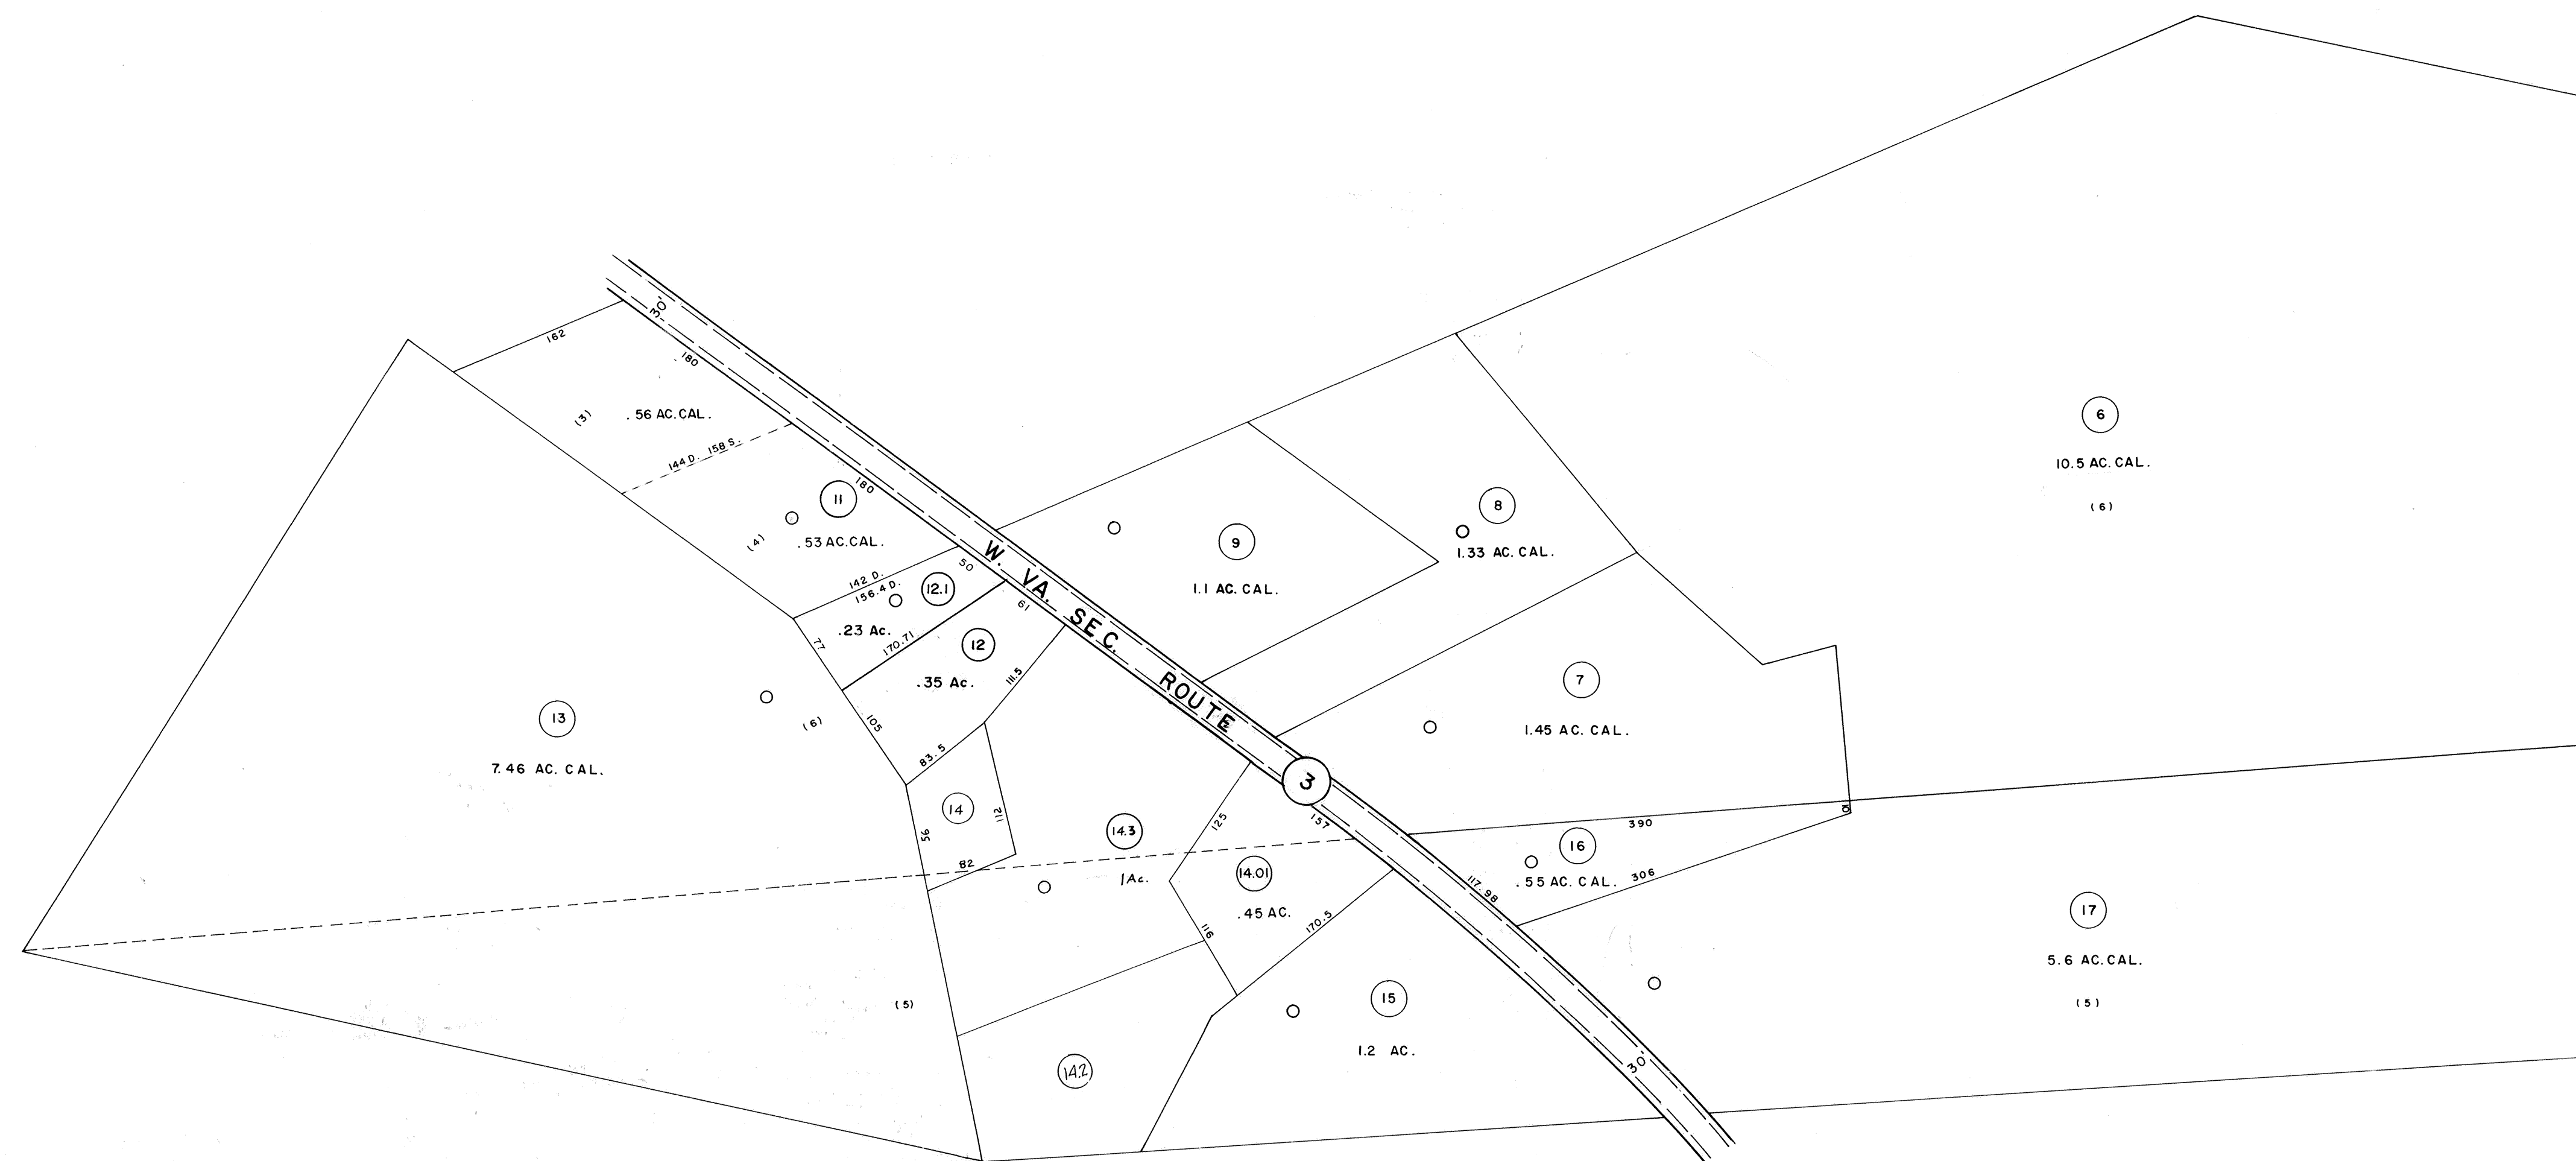 30'
162
180
(3)
.56 AC.CAL.
144 D. 158 S.
180
11
(4)
.53 AC.CAL.
142 D.
156.4 D.
50
12.1
.23 Ac.
77
170.71
61
12
.35 Ac.
111.5
105
83.5
W. VA. SEC. ROUTE
3
9
1.1 AC. CAL.
8
1.33 AC. CAL.
6
10.5 AC. CAL.
(6)
7
1.45 AC. CAL.
13
7.46 AC. CAL.
(6)
14
95
112
82
14.3
1Ac.
125
157
14.01
.45 AC.
116
170.5
390
16
.55 AC. CAL.
306
117.98
10
17
5.6 AC.CAL.
(5)
(5)
15
1.2 AC.
14.2
30'